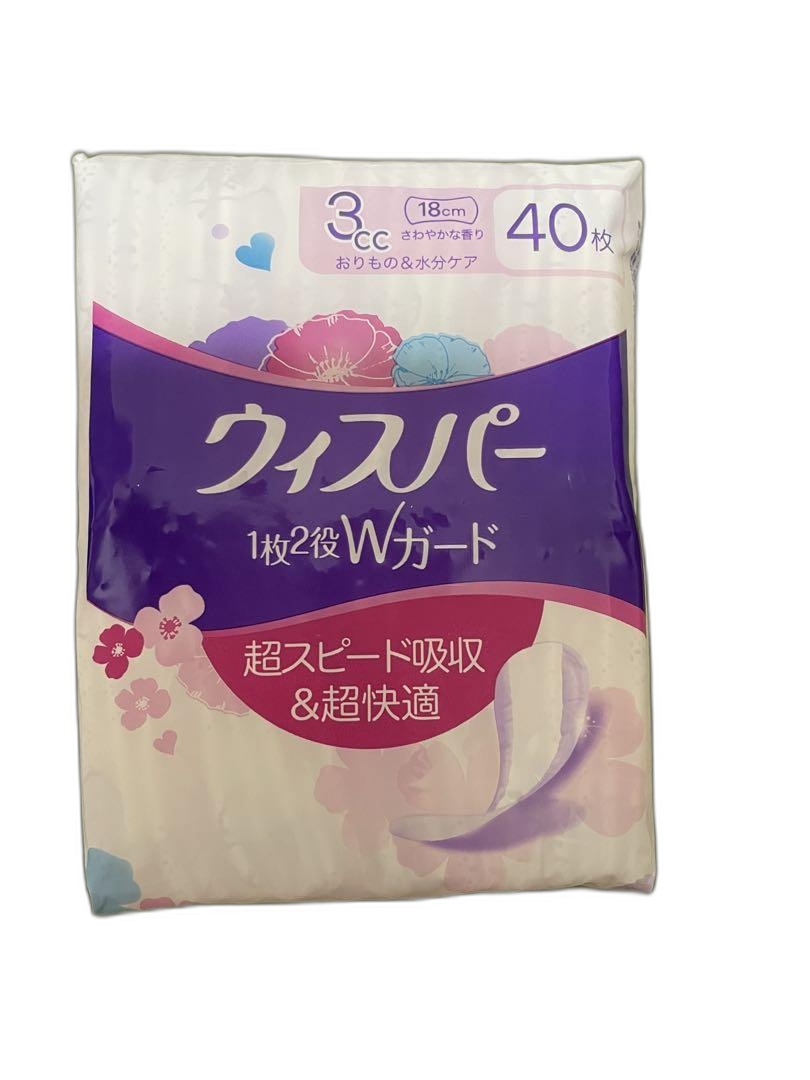 3cc
18cm
さわやかな香り
おりもの&水分ケア
40枚
ウィスパー
1枚2役Wガード
超スピード吸収
&超快適